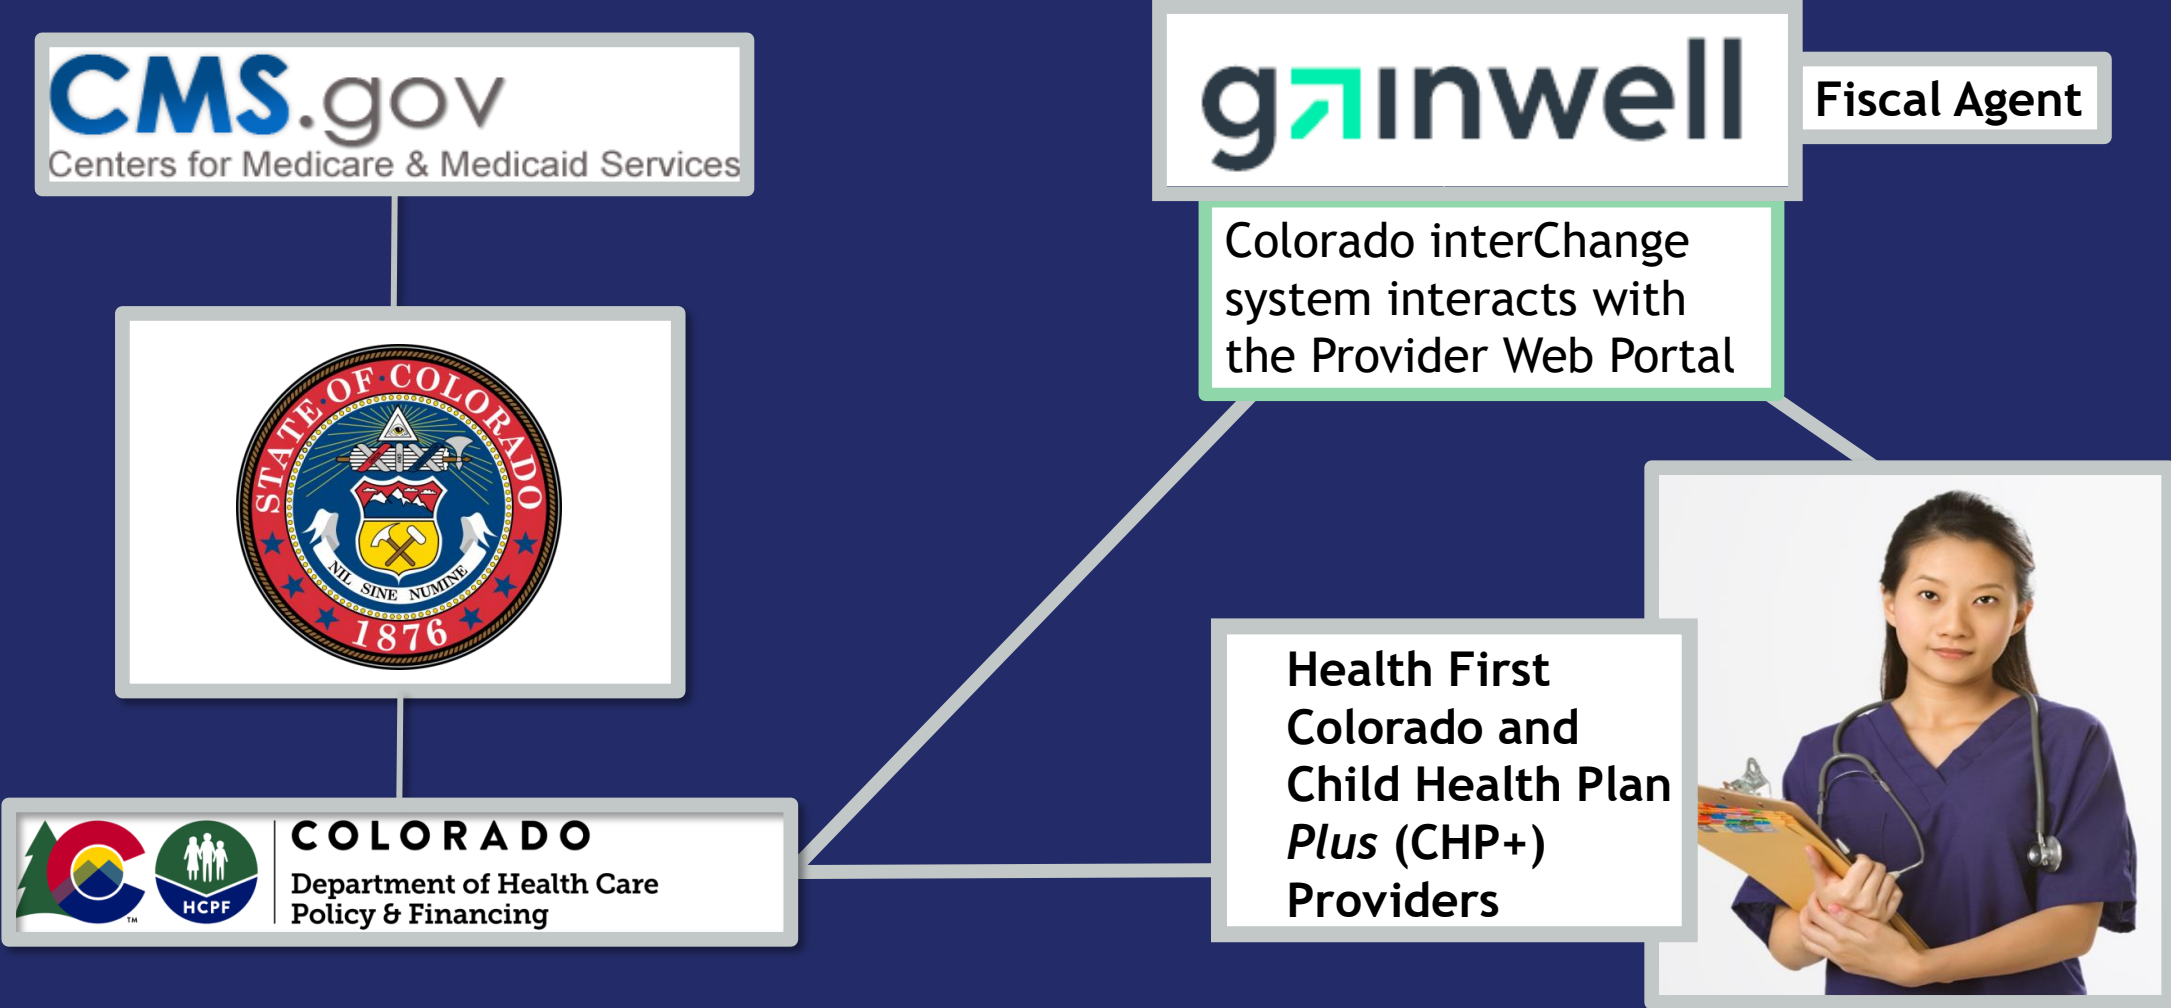 CMS.gov
Centers for Medicare & Medicaid Services
gainwell
Fiscal Agent
Colorado interChange
system interacts with
the Provider Web Portal
STATE OF COLORADO
NIL SINE NUMINE
1876
HCPF
TM
COLORADO
Department of Health Care
Policy & Financing
Health First
Colorado and
Child Health Plan
Plus (CHP+)
Providers